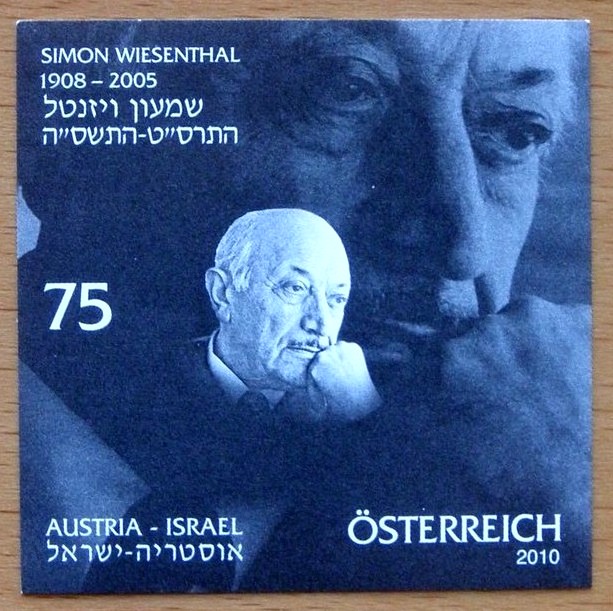 SIMON WIESENTHAL
1908 – 2005
שמעון ויזנטל
התרס״ט-התשס״ה
75
AUSTRIA - ISRAEL
אוסטריה-ישראל
ÖSTERREICH
2010